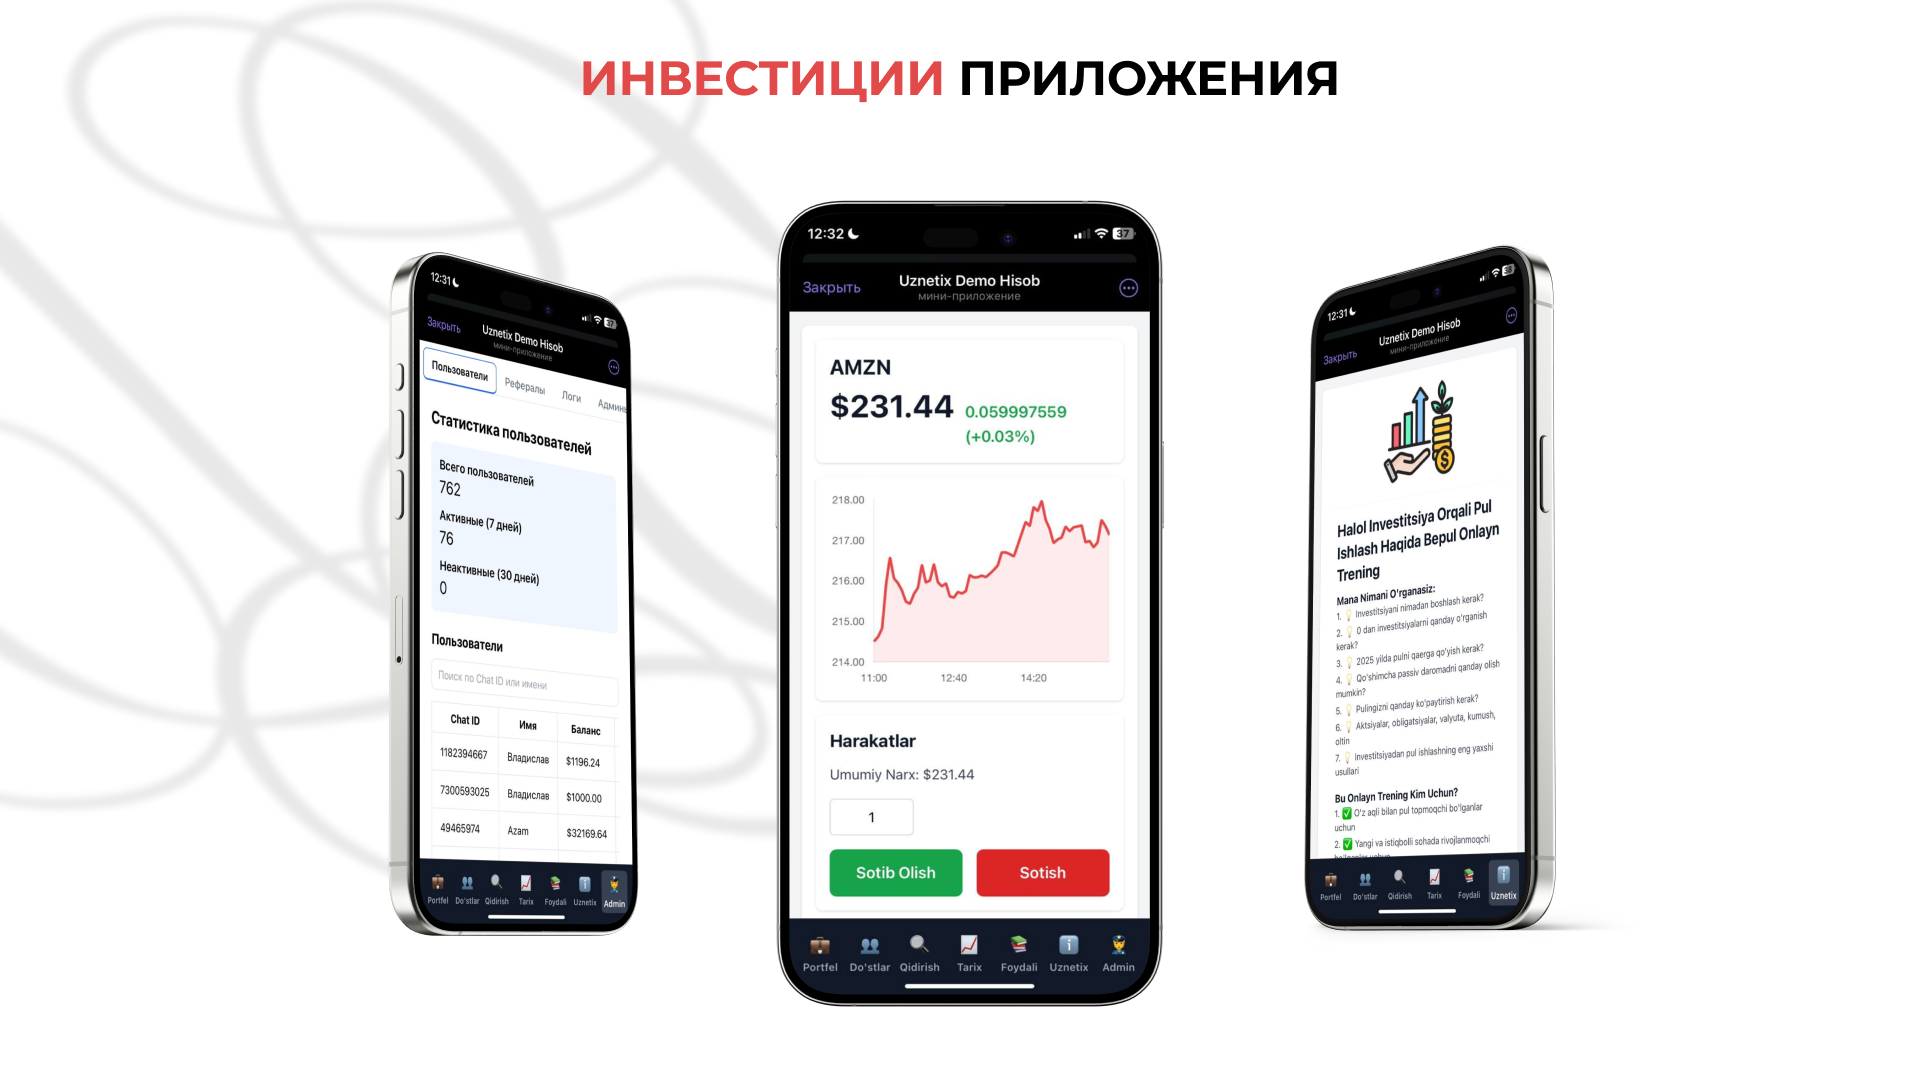 ИНВЕСТИЦИИ ПРИЛОЖЕНИЯ
12:31
37
Закрыть
Uznetix Demo Hisob
мини-приложение
Пользователи
Рефералы
Логи
Статистика пользователей
Всего пользователей
762
Активные (7 дней)
76
Неактивные (30 дней)
0
Пользователи
Поиск по Chat ID или имени
Chat ID Имя Баланс
1182394667 Владислав $1196.24
7300593025 Владислав $1000.00
49465974 Azam $32169.64
Portfel Do'stlar Qidirish Tarix Foydali Uznetix Admin
12:32
37
Закрыть
Uznetix Demo Hisob
мини-приложение
AMZN
$231.44 0.059997559
(+0.03%)
218.00
217.00
216.00
215.00
214.00
11:00 12:40 14:20
Harakatlar
Umumiy Narx: $231.44
1
Sotib Olish Sotish
Portfel Do'stlar Qidirish Tarix Foydali Uznetix Admin
12:31
Закрыть
Uznetix Demo Hisob
мини-приложение
Halol Investitsiya Orqali Pul
Ishlash Haqida Bepul Onlayn
Trening
Mana Nimani O'rganasiz:
1. 💡 Investitsiyani nimadan boshlash kerak?
2. 💡 0 dan investitsiyalarni qanday o'rganish
kerak?
3. 💡 2025 yilda pulni qaerga qo'yish kerak?
4. 💡 Qo'shimcha passiv daromadni qanday olish
mumkin?
5. 💡 Pulingizni qanday ko'paytirish kerak?
6. 💡 Aktsiyalar, obligatsiyalar, valyuta, kumush,
oltin
7. 💡 Investitsiyadan pul ishlashning eng yaxshi
usullari
Bu Onlayn Trening Kim Uchun?
1. ✅ O'z aqli bilan pul topmoqchi bo'lganlar
uchun
2. ✅ Yangi va istiqbolli sohada rivojlanmoqchi
Portfel Do'stlar Qidirish Tarix Foydali Uznetix